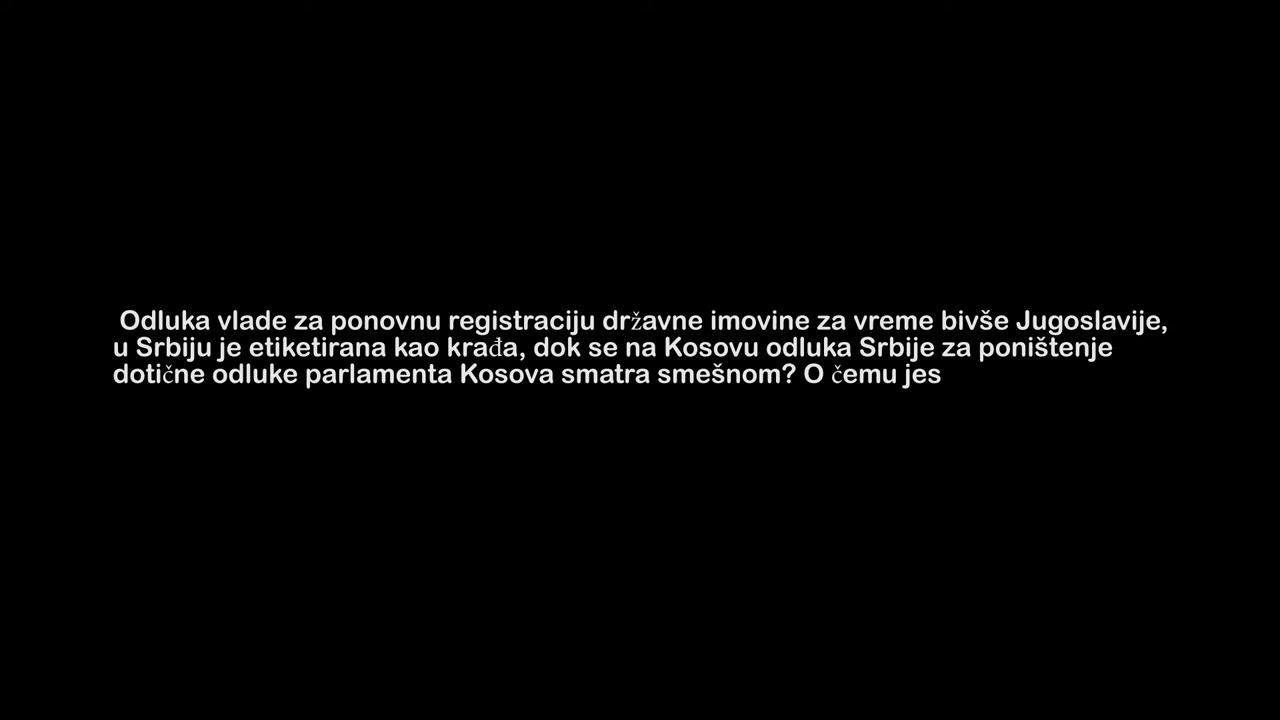 Odluka vlade za ponovnu registraciju državne imovine za vreme bivše Jugoslavije,
u Srbiju je etiketirana kao krađa, dok se na Kosovu odluka Srbije za poništenje
dotične odluke parlamenta Kosova smatra smešnom? O čemu jes